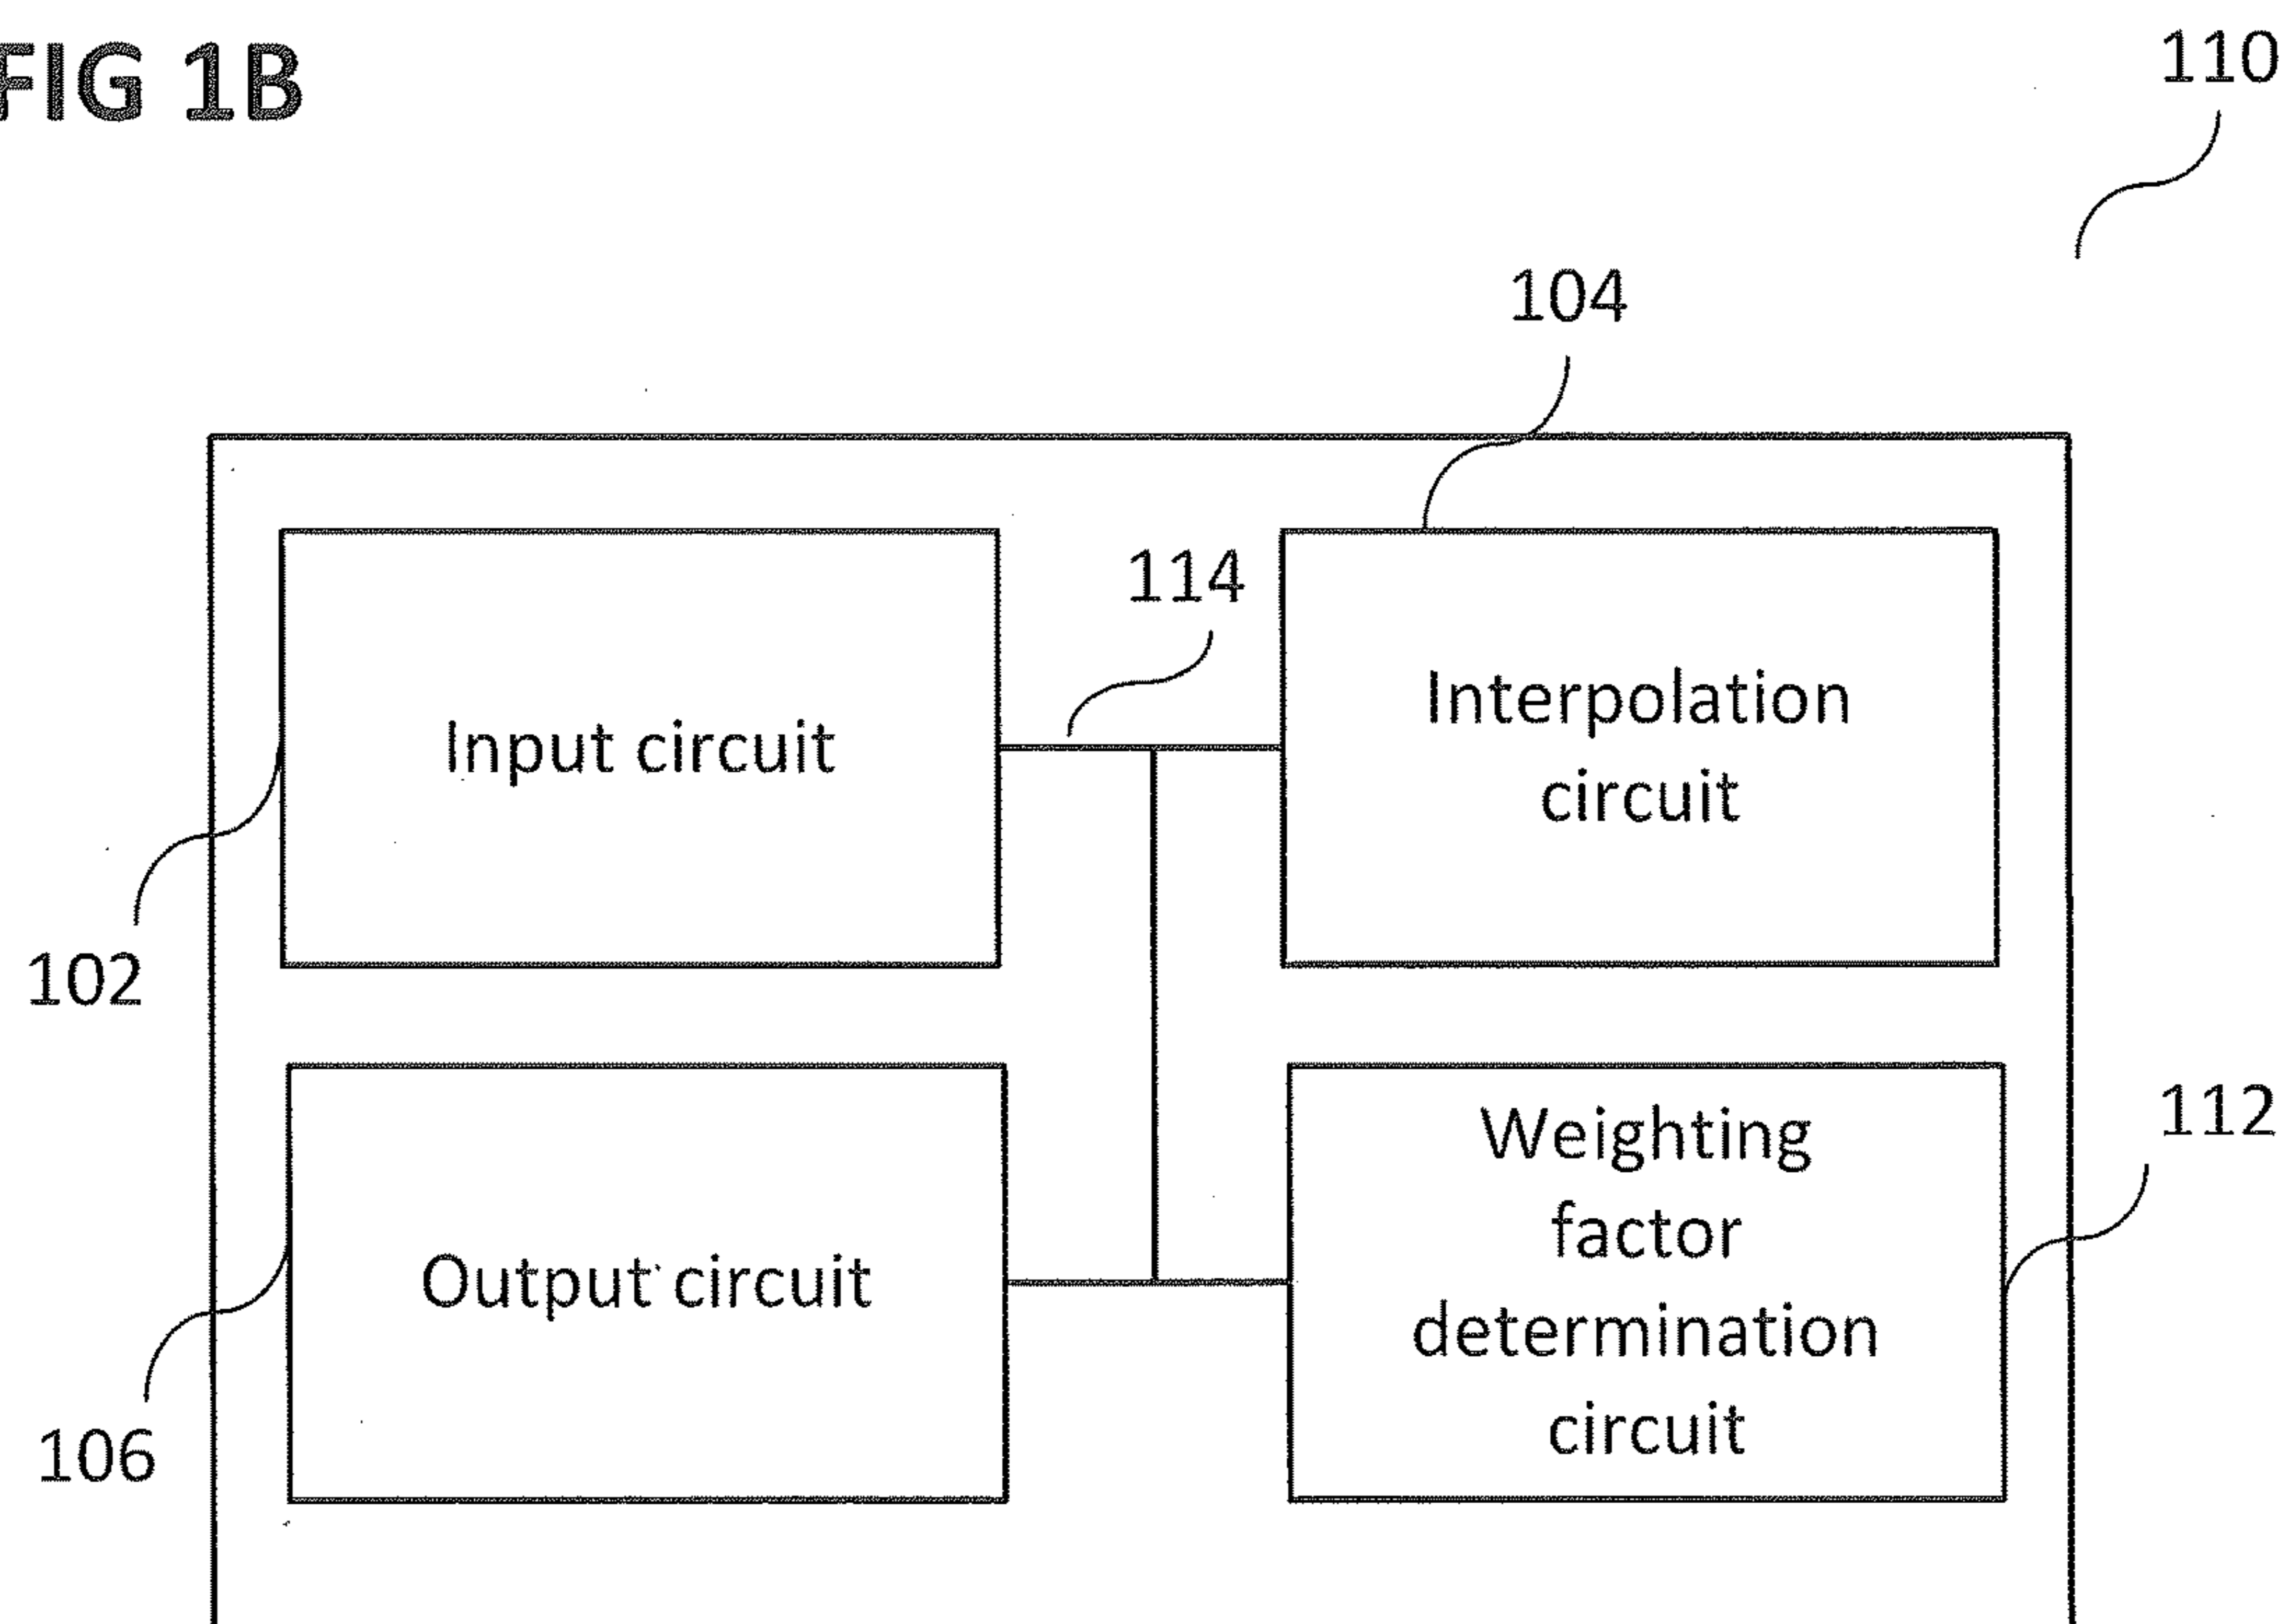 FIG 1B
110
104
114
Input circuit
Interpolation
circuit
102
Output circuit
Weighting
factor
determination
circuit
112
106